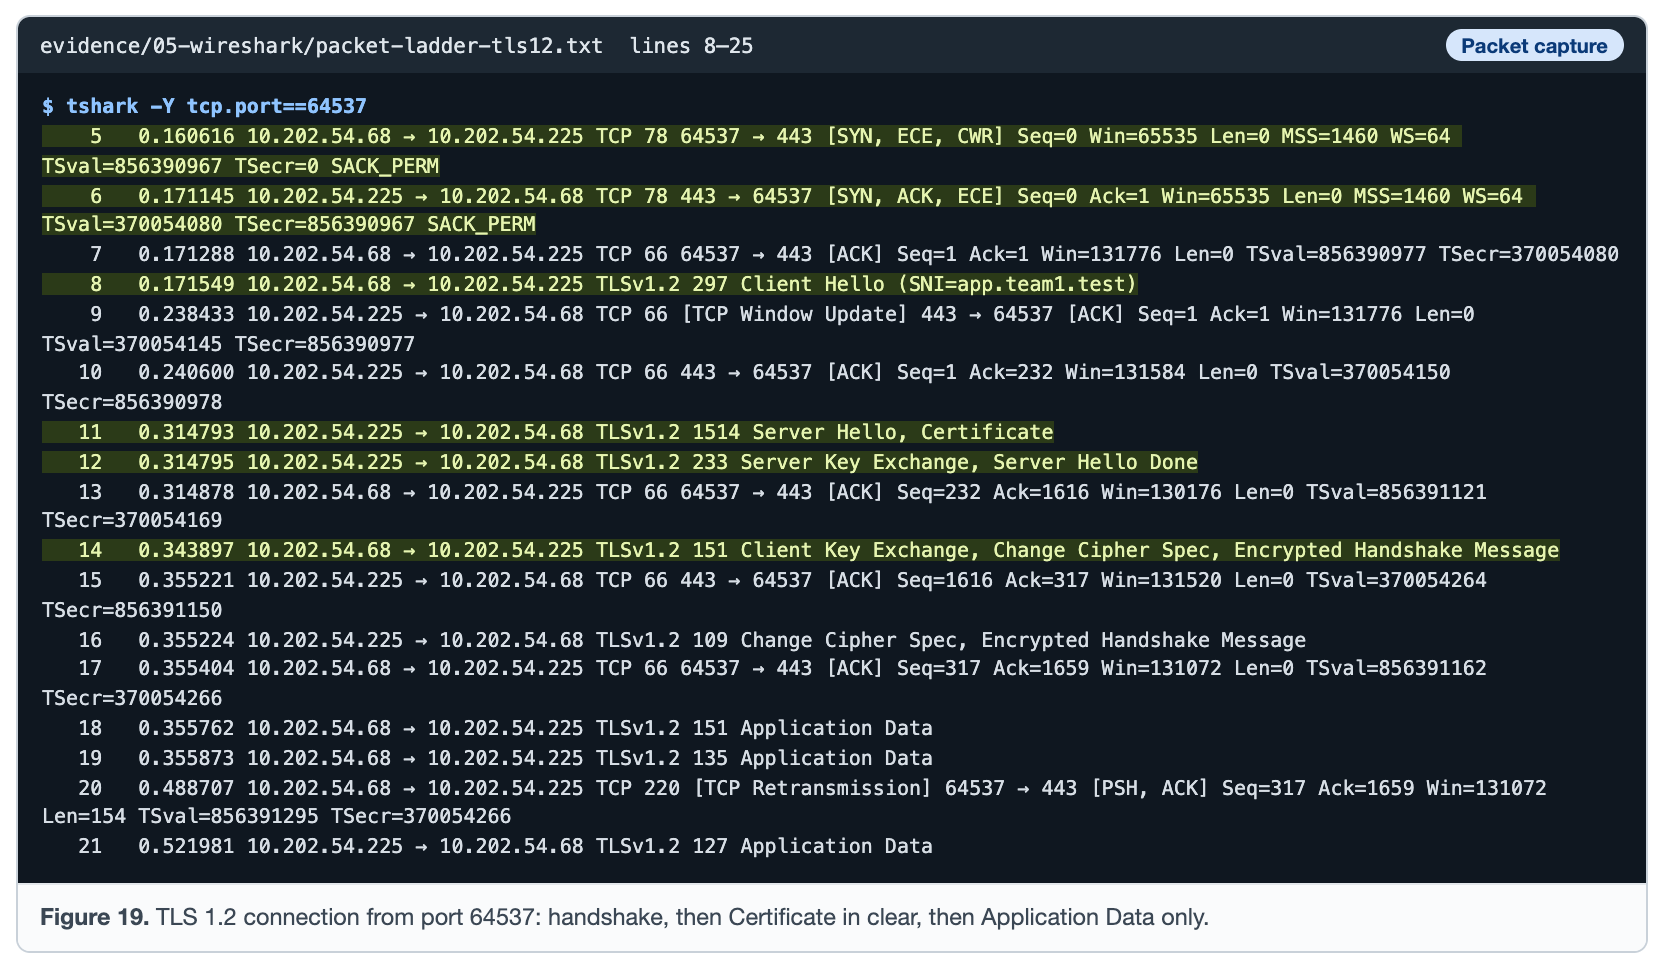 evidence/05-wireshark/packet-ladder-tls12.txt lines 8–25
Packet capture
$ tshark -Y tcp.port==64537
5 0.160616 10.202.54.68 → 10.202.54.225 TCP 78 64537 → 443 [SYN, ECE, CWR] Seq=0 Win=65535 Len=0 MSS=1460 WS=64
TSval=856390967 TSecr=0 SACK_PERM
6 0.171145 10.202.54.225 → 10.202.54.68 TCP 78 443 → 64537 [SYN, ACK, ECE] Seq=0 Ack=1 Win=65535 Len=0 MSS=1460 WS=64
TSval=370054080 TSecr=856390967 SACK_PERM
7 0.171288 10.202.54.68 → 10.202.54.225 TCP 66 64537 → 443 [ACK] Seq=1 Ack=1 Win=131776 Len=0 TSval=856390977 TSecr=370054080
8 0.171549 10.202.54.68 → 10.202.54.225 TLSv1.2 297 Client Hello (SNI=app.team1.test)
9 0.238433 10.202.54.225 → 10.202.54.68 TCP 66 [TCP Window Update] 443 → 64537 [ACK] Seq=1 Ack=1 Win=131776 Len=0
TSval=370054145 TSecr=856390977
10 0.240600 10.202.54.225 → 10.202.54.68 TCP 66 443 → 64537 [ACK] Seq=1 Ack=232 Win=131584 Len=0 TSval=370054150
TSecr=856390978
11 0.314793 10.202.54.225 → 10.202.54.68 TLSv1.2 1514 Server Hello, Certificate
12 0.314795 10.202.54.225 → 10.202.54.68 TLSv1.2 233 Server Key Exchange, Server Hello Done
13 0.314878 10.202.54.68 → 10.202.54.225 TCP 66 64537 → 443 [ACK] Seq=232 Ack=1616 Win=130176 Len=0 TSval=856391121
TSecr=370054169
14 0.343897 10.202.54.68 → 10.202.54.225 TLSv1.2 151 Client Key Exchange, Change Cipher Spec, Encrypted Handshake Message
15 0.355221 10.202.54.225 → 10.202.54.68 TCP 66 443 → 64537 [ACK] Seq=1616 Ack=317 Win=131520 Len=0 TSval=370054264
TSecr=856391150
16 0.355224 10.202.54.225 → 10.202.54.68 TLSv1.2 109 Change Cipher Spec, Encrypted Handshake Message
17 0.355404 10.202.54.68 → 10.202.54.225 TCP 66 64537 → 443 [ACK] Seq=317 Ack=1659 Win=131072 Len=0 TSval=856391162
TSecr=370054266
18 0.355762 10.202.54.68 → 10.202.54.225 TLSv1.2 151 Application Data
19 0.355873 10.202.54.68 → 10.202.54.225 TLSv1.2 135 Application Data
20 0.488707 10.202.54.68 → 10.202.54.225 TCP 220 [TCP Retransmission] 64537 → 443 [PSH, ACK] Seq=317 Ack=1659 Win=131072
Len=154 TSval=856391295 TSecr=370054266
21 0.521981 10.202.54.225 → 10.202.54.68 TLSv1.2 127 Application Data
Figure 19. TLS 1.2 connection from port 64537: handshake, then Certificate in clear, then Application Data only.